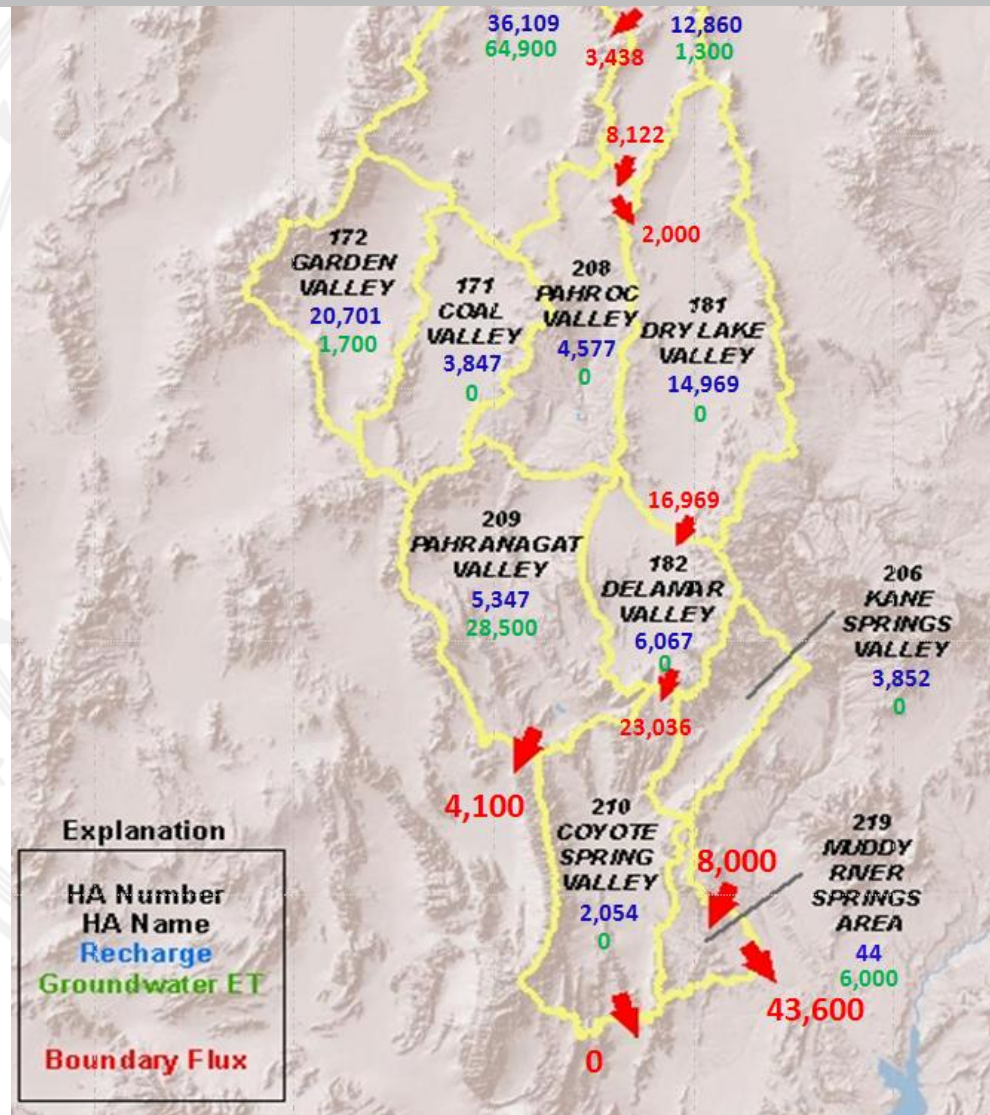 36,109
64,900
3,438
12,860
1,300
8,122
2,000
172
GARDEN
VALLEY
20,701
1,700
171
COAL
VALLEY
3,847
0
208
PAHROC
VALLEY
4,577
0
181
DRY LAKE
VALLEY
14,969
0
16,969
209
PAHRANAGAT
VALLEY
5,347
28,500
182
DELAMAR
VALLEY
6,067
0
23,036
206
KANE
SPRINGS
VALLEY
3,852
0
4,100
210
COYOTE
SPRING
VALLEY
2,054
0
8,000
219
MUDDY
RIVER
SPRINGS
AREA
44
6,000
43,600
0
Explanation
HA Number
HA Name
Recharge
Groundwater ET
Boundary Flux